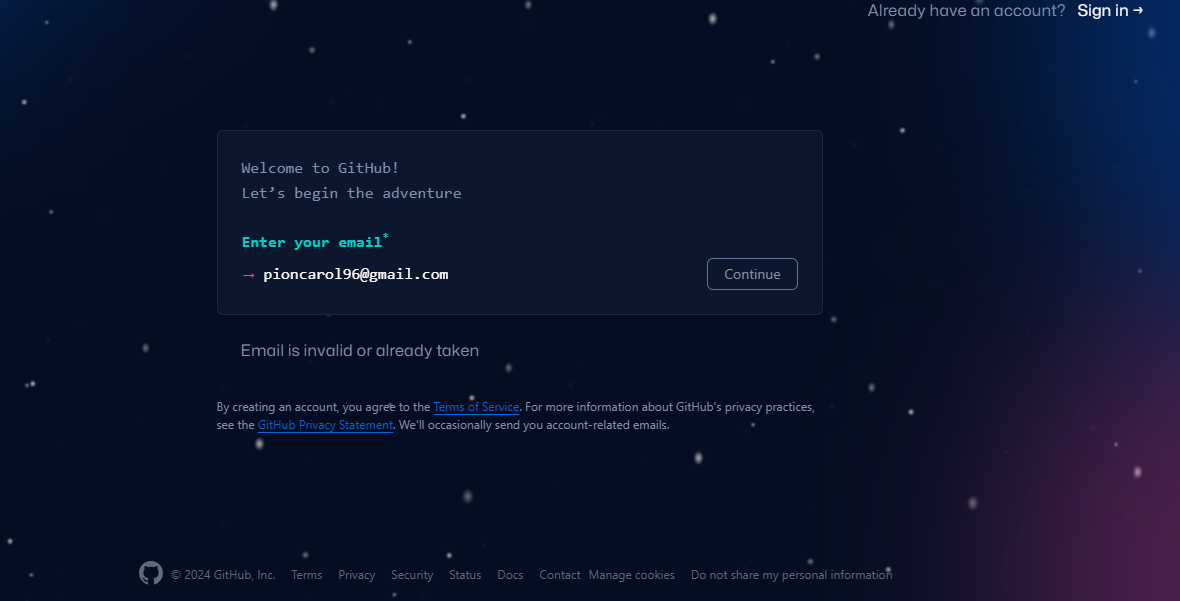 Already have an account? Sign in →
Welcome to GitHub!
Let’s begin the adventure
Enter your email*
→ pioncarol96@gmail.com
Continue
Email is invalid or already taken
By creating an account, you agree to the Terms of Service. For more information about GitHub's privacy practices,
see the GitHub Privacy Statement. We'll occasionally send you account-related emails.
© 2024 GitHub, Inc. Terms Privacy Security Status Docs Contact Manage cookies Do not share my personal information